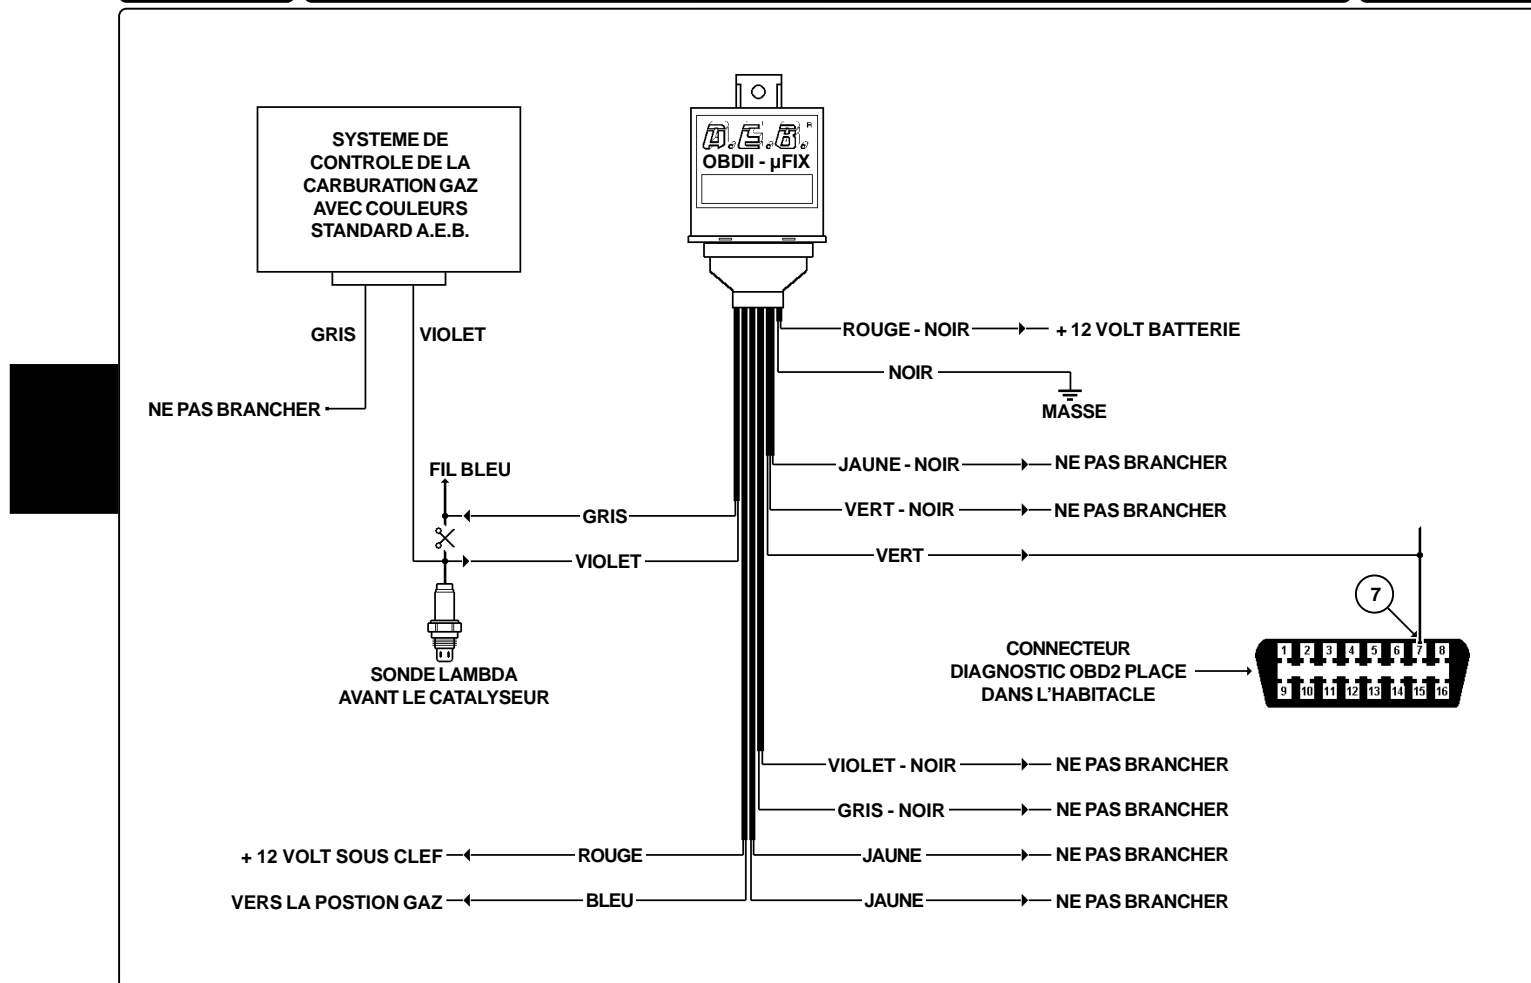 SYSTEME DE
CONTROLE DE LA
CARBURATION GAZ
AVEC COULEURS
STANDARD A.E.B.
A.E.B. R
OBDII - µFIX
GRIS
VIOLET
NE PAS BRANCHER
FIL BLEU
GRIS
VIOLET
SONDE LAMBDA
AVANT LE CATALYSEUR
ROUGE - NOIR
+ 12 VOLT BATTERIE
NOIR
MASSE
JAUNE - NOIR
NE PAS BRANCHER
VERT - NOIR
NE PAS BRANCHER
VERT
7
CONNECTEUR
DIAGNOSTIC OBD2 PLACE
DANS L'HABITACLE
1 2 3 4 5 6 7 8
9 10 11 12 13 14 15 16
VIOLET - NOIR
NE PAS BRANCHER
GRIS - NOIR
NE PAS BRANCHER
+ 12 VOLT SOUS CLEF
ROUGE
JAUNE
NE PAS BRANCHER
VERS LA POSTION GAZ
BLEU
JAUNE
NE PAS BRANCHER